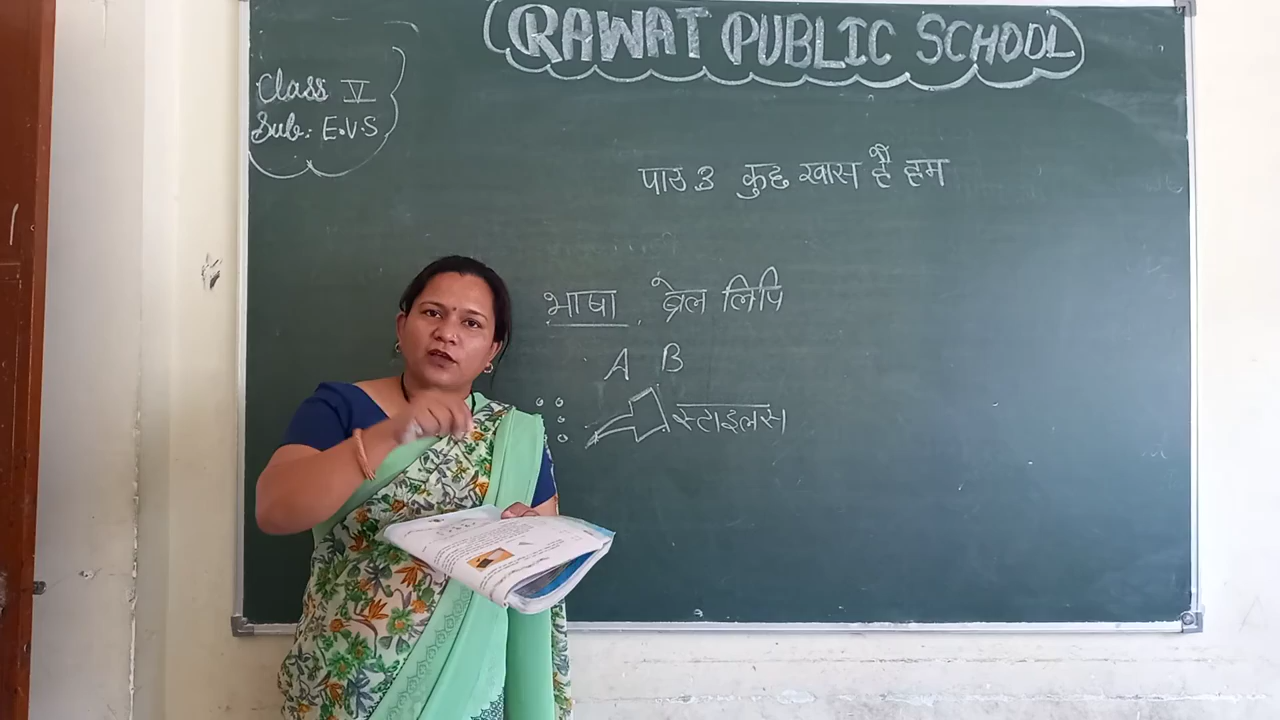 RAWAT PUBLIC SCHOOL
Class V
Sub: E.V.S
पाठ 3 कुछ खास हैं हम
भाषा ब्रेल लिपि
A B
स्टाइलस